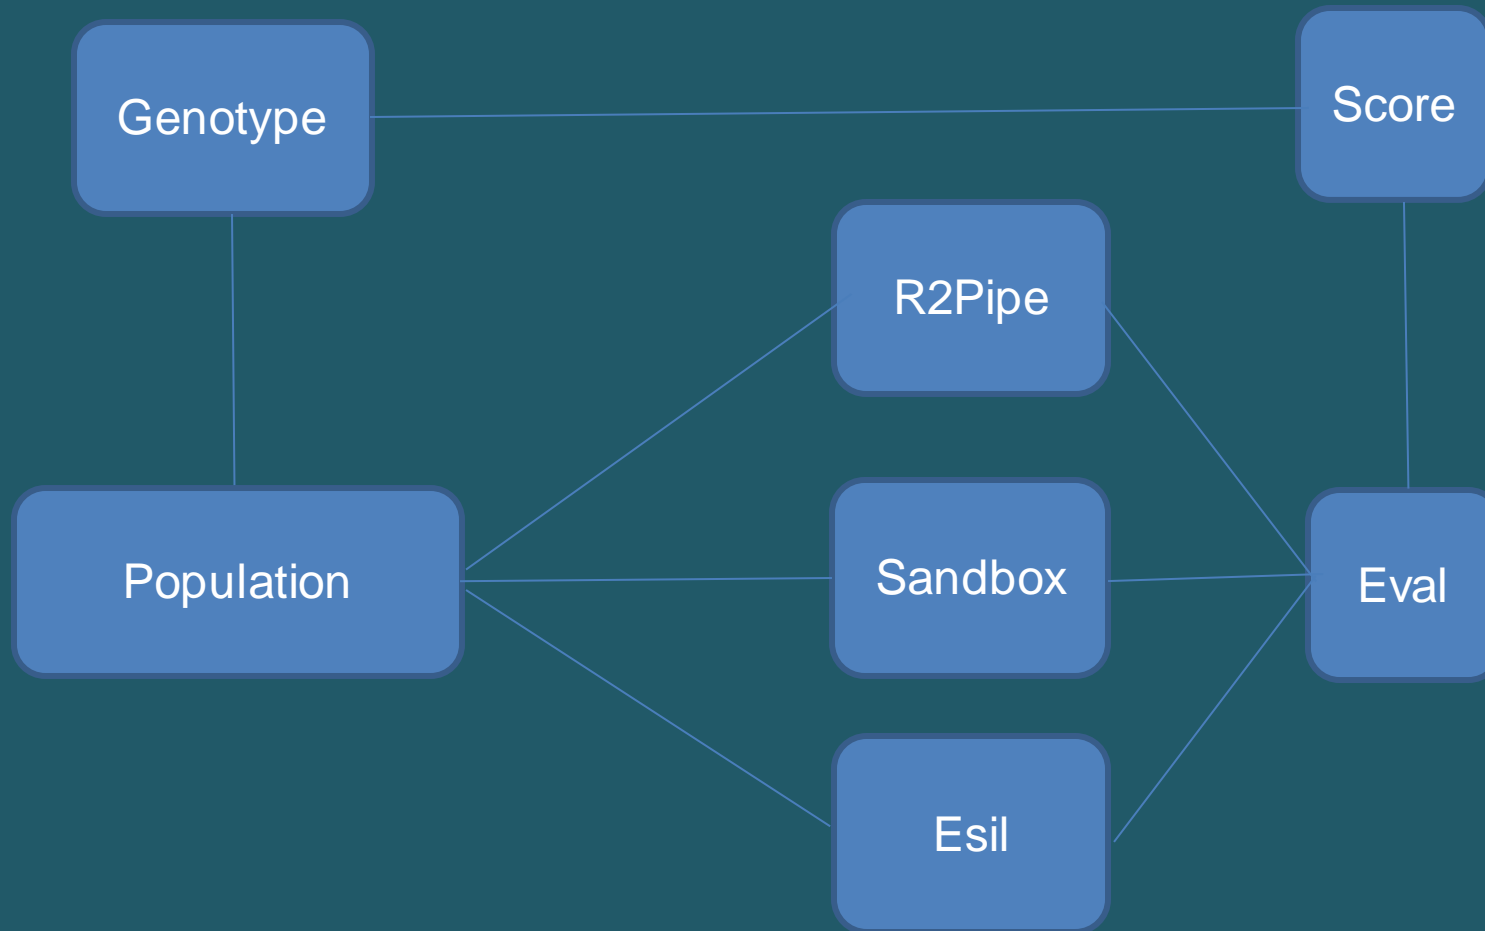 Genotype
Score
R2Pipe
Population
Sandbox
Eval
Esil